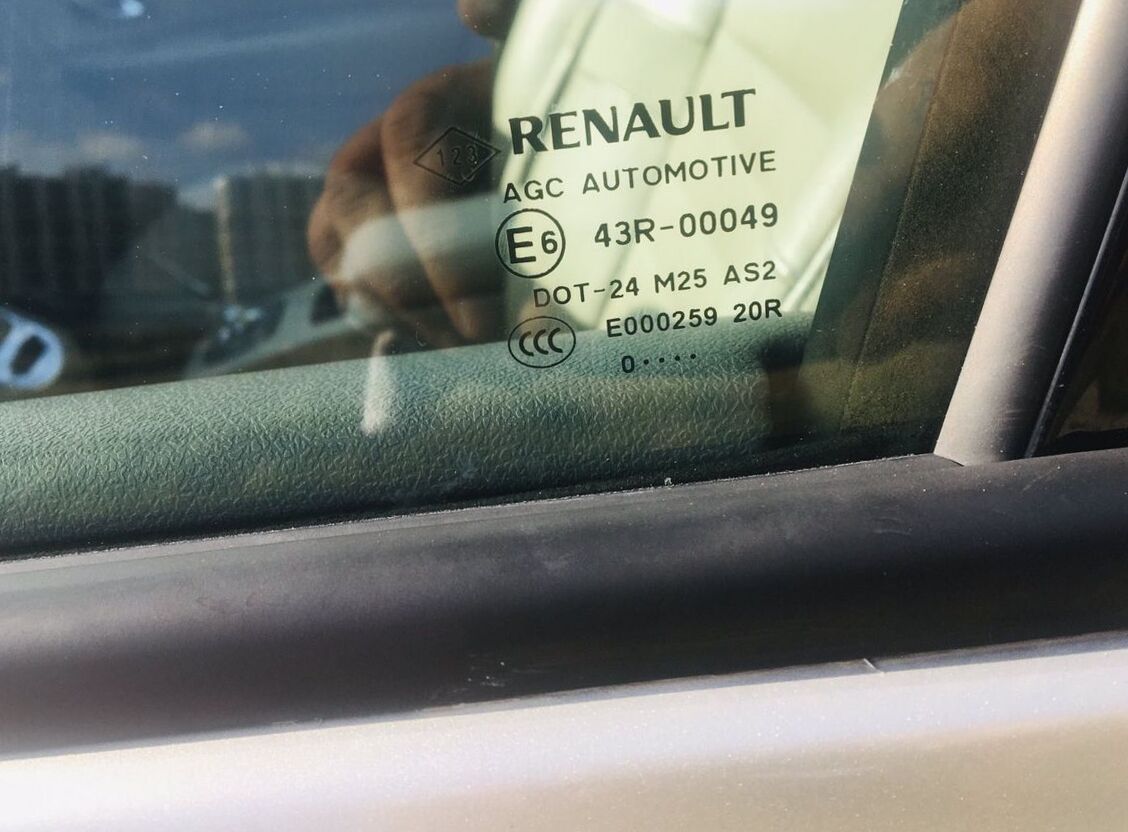 RENAULT
123
AGC AUTOMOTIVE
E6 43R-00049
DOT-24 M25 AS2
CCC E000259 20R
0····